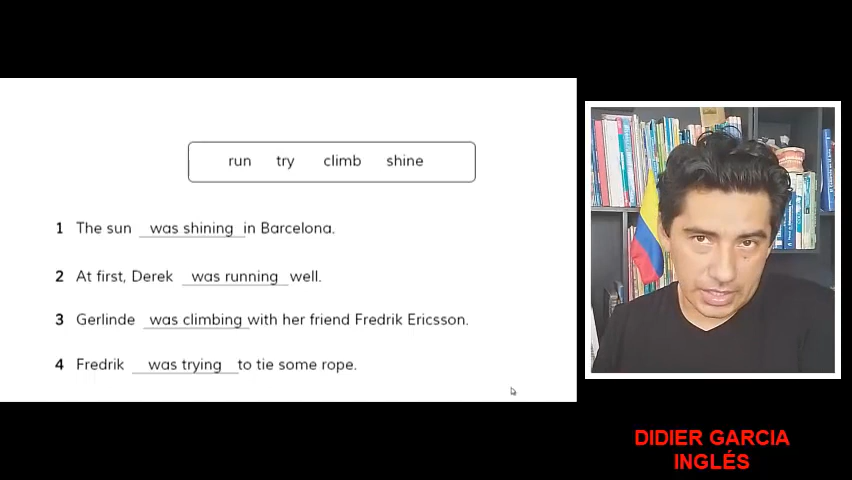 run try climb shine
1 The sun was shining in Barcelona.
2 At first, Derek was running well.
3 Gerlinde was climbing with her friend Fredrik Ericsson.
4 Fredrik was trying to tie some rope.
DIDIER GARCIA
INGLÉS